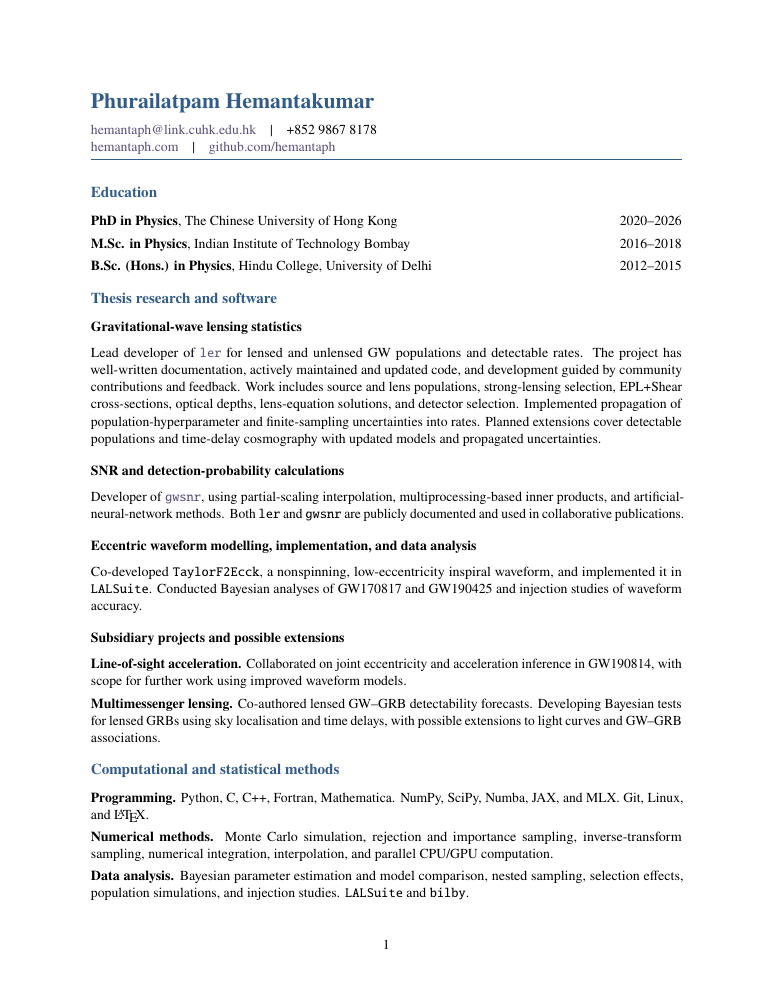 Phurailatpam Hemantakumar
hemantaph@link.cuhk.edu.hk | +852 9867 8178
hemantaph.com | github.com/hemantaph
Education
PhD in Physics, The Chinese University of Hong Kong 2020–2026
M.Sc. in Physics, Indian Institute of Technology Bombay 2016–2018
B.Sc. (Hons.) in Physics, Hindu College, University of Delhi 2012–2015
Thesis research and software
Gravitational-wave lensing statistics
Lead developer of ler for lensed and unlensed GW populations and detectable rates. The project has
well-written documentation, actively maintained and updated code, and development guided by community
contributions and feedback. Work includes source and lens populations, strong-lensing selection, EPL+Shear
cross-sections, optical depths, lens-equation solutions, and detector selection. Implemented propagation of
population-hyperparameter and finite-sampling uncertainties into rates. Planned extensions cover detectable
populations and time-delay cosmography with updated models and propagated uncertainties.
SNR and detection-probability calculations
Developer of gwsnr, using partial-scaling interpolation, multiprocessing-based inner products, and artificial-
neural-network methods. Both ler and gwsnr are publicly documented and used in collaborative publications.
Eccentric waveform modelling, implementation, and data analysis
Co-developed TaylorF2Ecck, a nonspinning, low-eccentricity inspiral waveform, and implemented it in
LALSuite. Conducted Bayesian analyses of GW170817 and GW190425 and injection studies of waveform
accuracy.
Subsidiary projects and possible extensions
Line-of-sight acceleration. Collaborated on joint eccentricity and acceleration inference in GW190814, with
scope for further work using improved waveform models.
Multimessenger lensing. Co-authored lensed GW–GRB detectability forecasts. Developing Bayesian tests
for lensed GRBs using sky localisation and time delays, with possible extensions to light curves and GW–GRB
associations.
Computational and statistical methods
Programming. Python, C, C++, Fortran, Mathematica. NumPy, SciPy, Numba, JAX, and MLX. Git, Linux,
and LATEX.
Numerical methods. Monte Carlo simulation, rejection and importance sampling, inverse-transform
sampling, numerical integration, interpolation, and parallel CPU/GPU computation.
Data analysis. Bayesian parameter estimation and model comparison, nested sampling, selection effects,
population simulations, and injection studies. LALSuite and bilby.
1